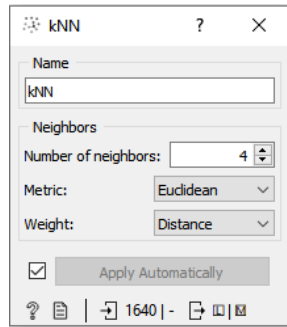 kNN ? ×
Name
kNN
Neighbors
Number of neighbors: 4
Metric: Euclidean
Weight: Distance
Apply Automatically
? 1640 | - |